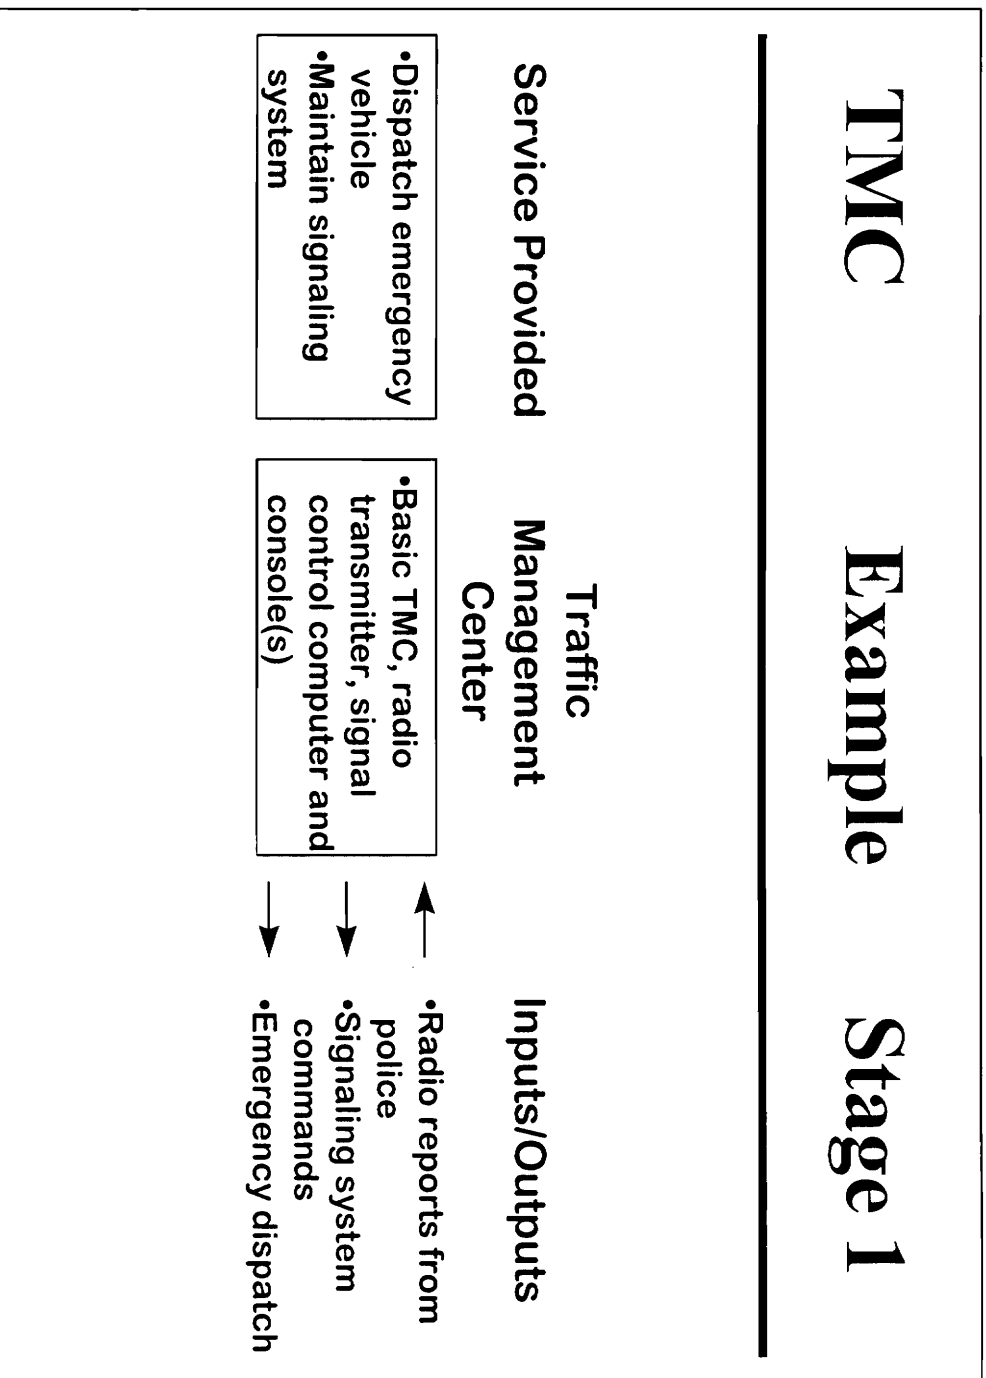 TMC Example Stage 1
Service Provided
•Dispatch emergency
vehicle
•Maintain signaling
system
Traffic
Management
Center
•Basic TMC, radio
transmitter, signal
control computer and
console(s)
Inputs/Outputs
•Radio reports from
police
•Signaling system
commands
•Emergency dispatch